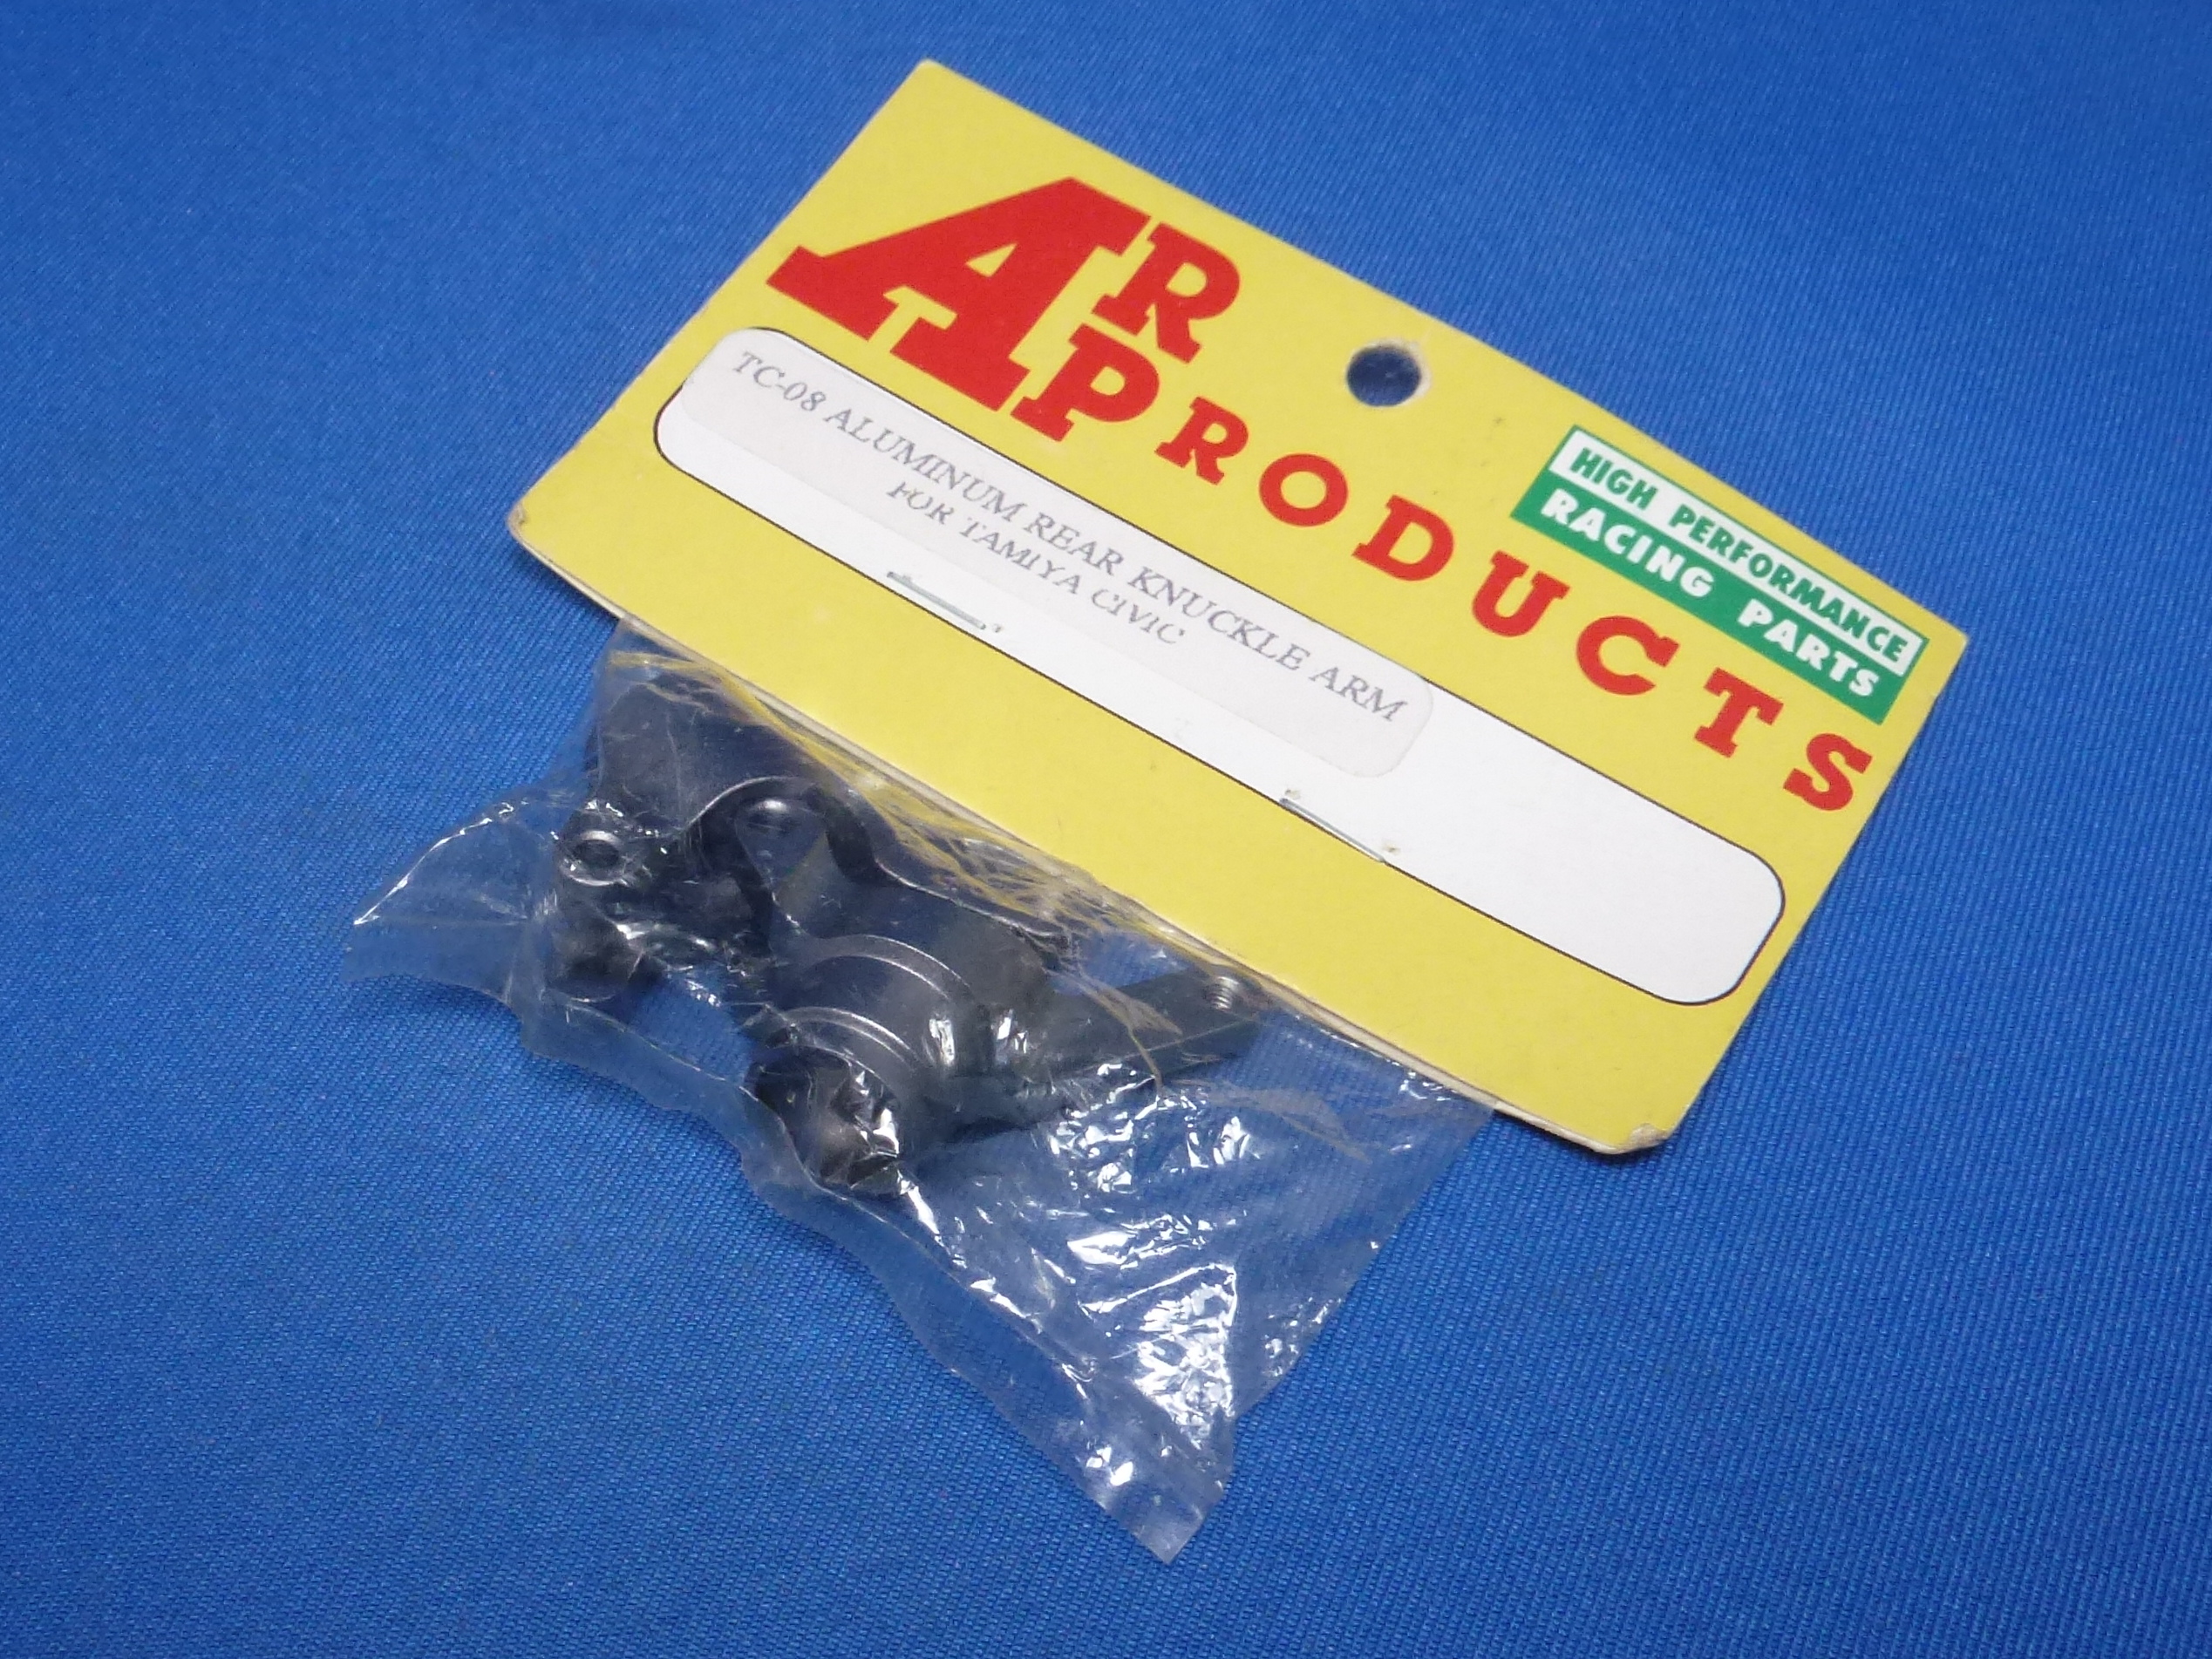 AR PRODUCTS
HIGH PERFORMANCE
RACING PARTS
TC-08 ALUMINUM REAR KNUCKLE ARM
FOR TAMIYA CIVIC